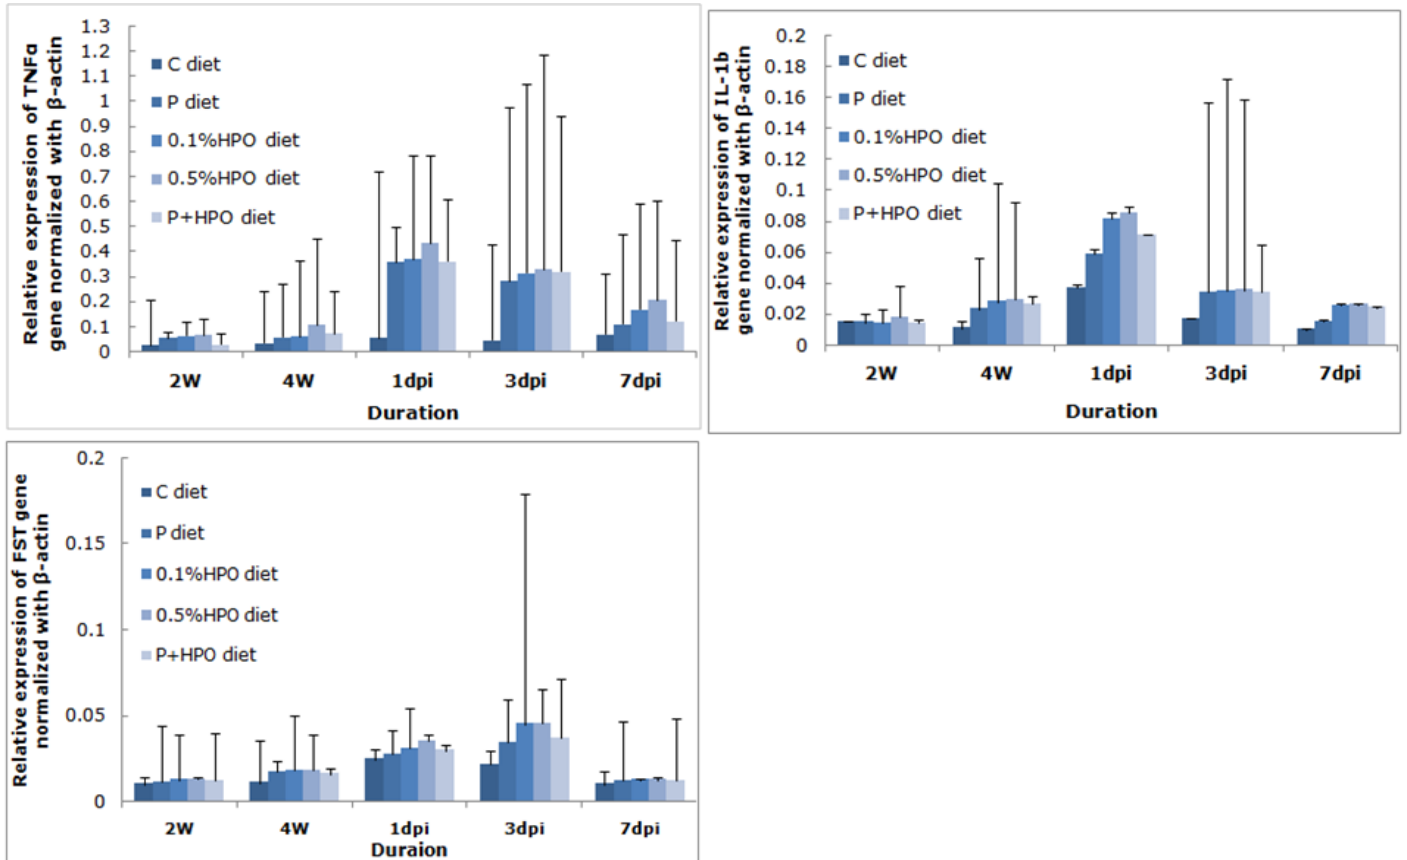 Relative expression of TNFα
gene normalized with β-actin
1.3
1.2
1.1
1
0.9
0.8
0.7
0.6
0.5
0.4
0.3
0.2
0.1
0
C diet
P diet
0.1%HPO diet
0.5%HPO diet
P+HPO diet
2W 4W 1dpi 3dpi 7dpi
Duration
Relative expression of IL-1b
gene normalized with β-actin
0.2
0.18
0.16
0.14
0.12
0.1
0.08
0.06
0.04
0.02
0
C diet
P diet
0.1%HPO diet
0.5%HPO diet
P+HPO diet
2W 4W 1dpi 3dpi 7dpi
Duration
Relative expression of FST gene
normalized with β-actin
0.2
0.15
0.1
0.05
0
C diet
P diet
0.1%HPO diet
0.5%HPO diet
P+HPO diet
2W 4W 1dpi 3dpi 7dpi
Duraion